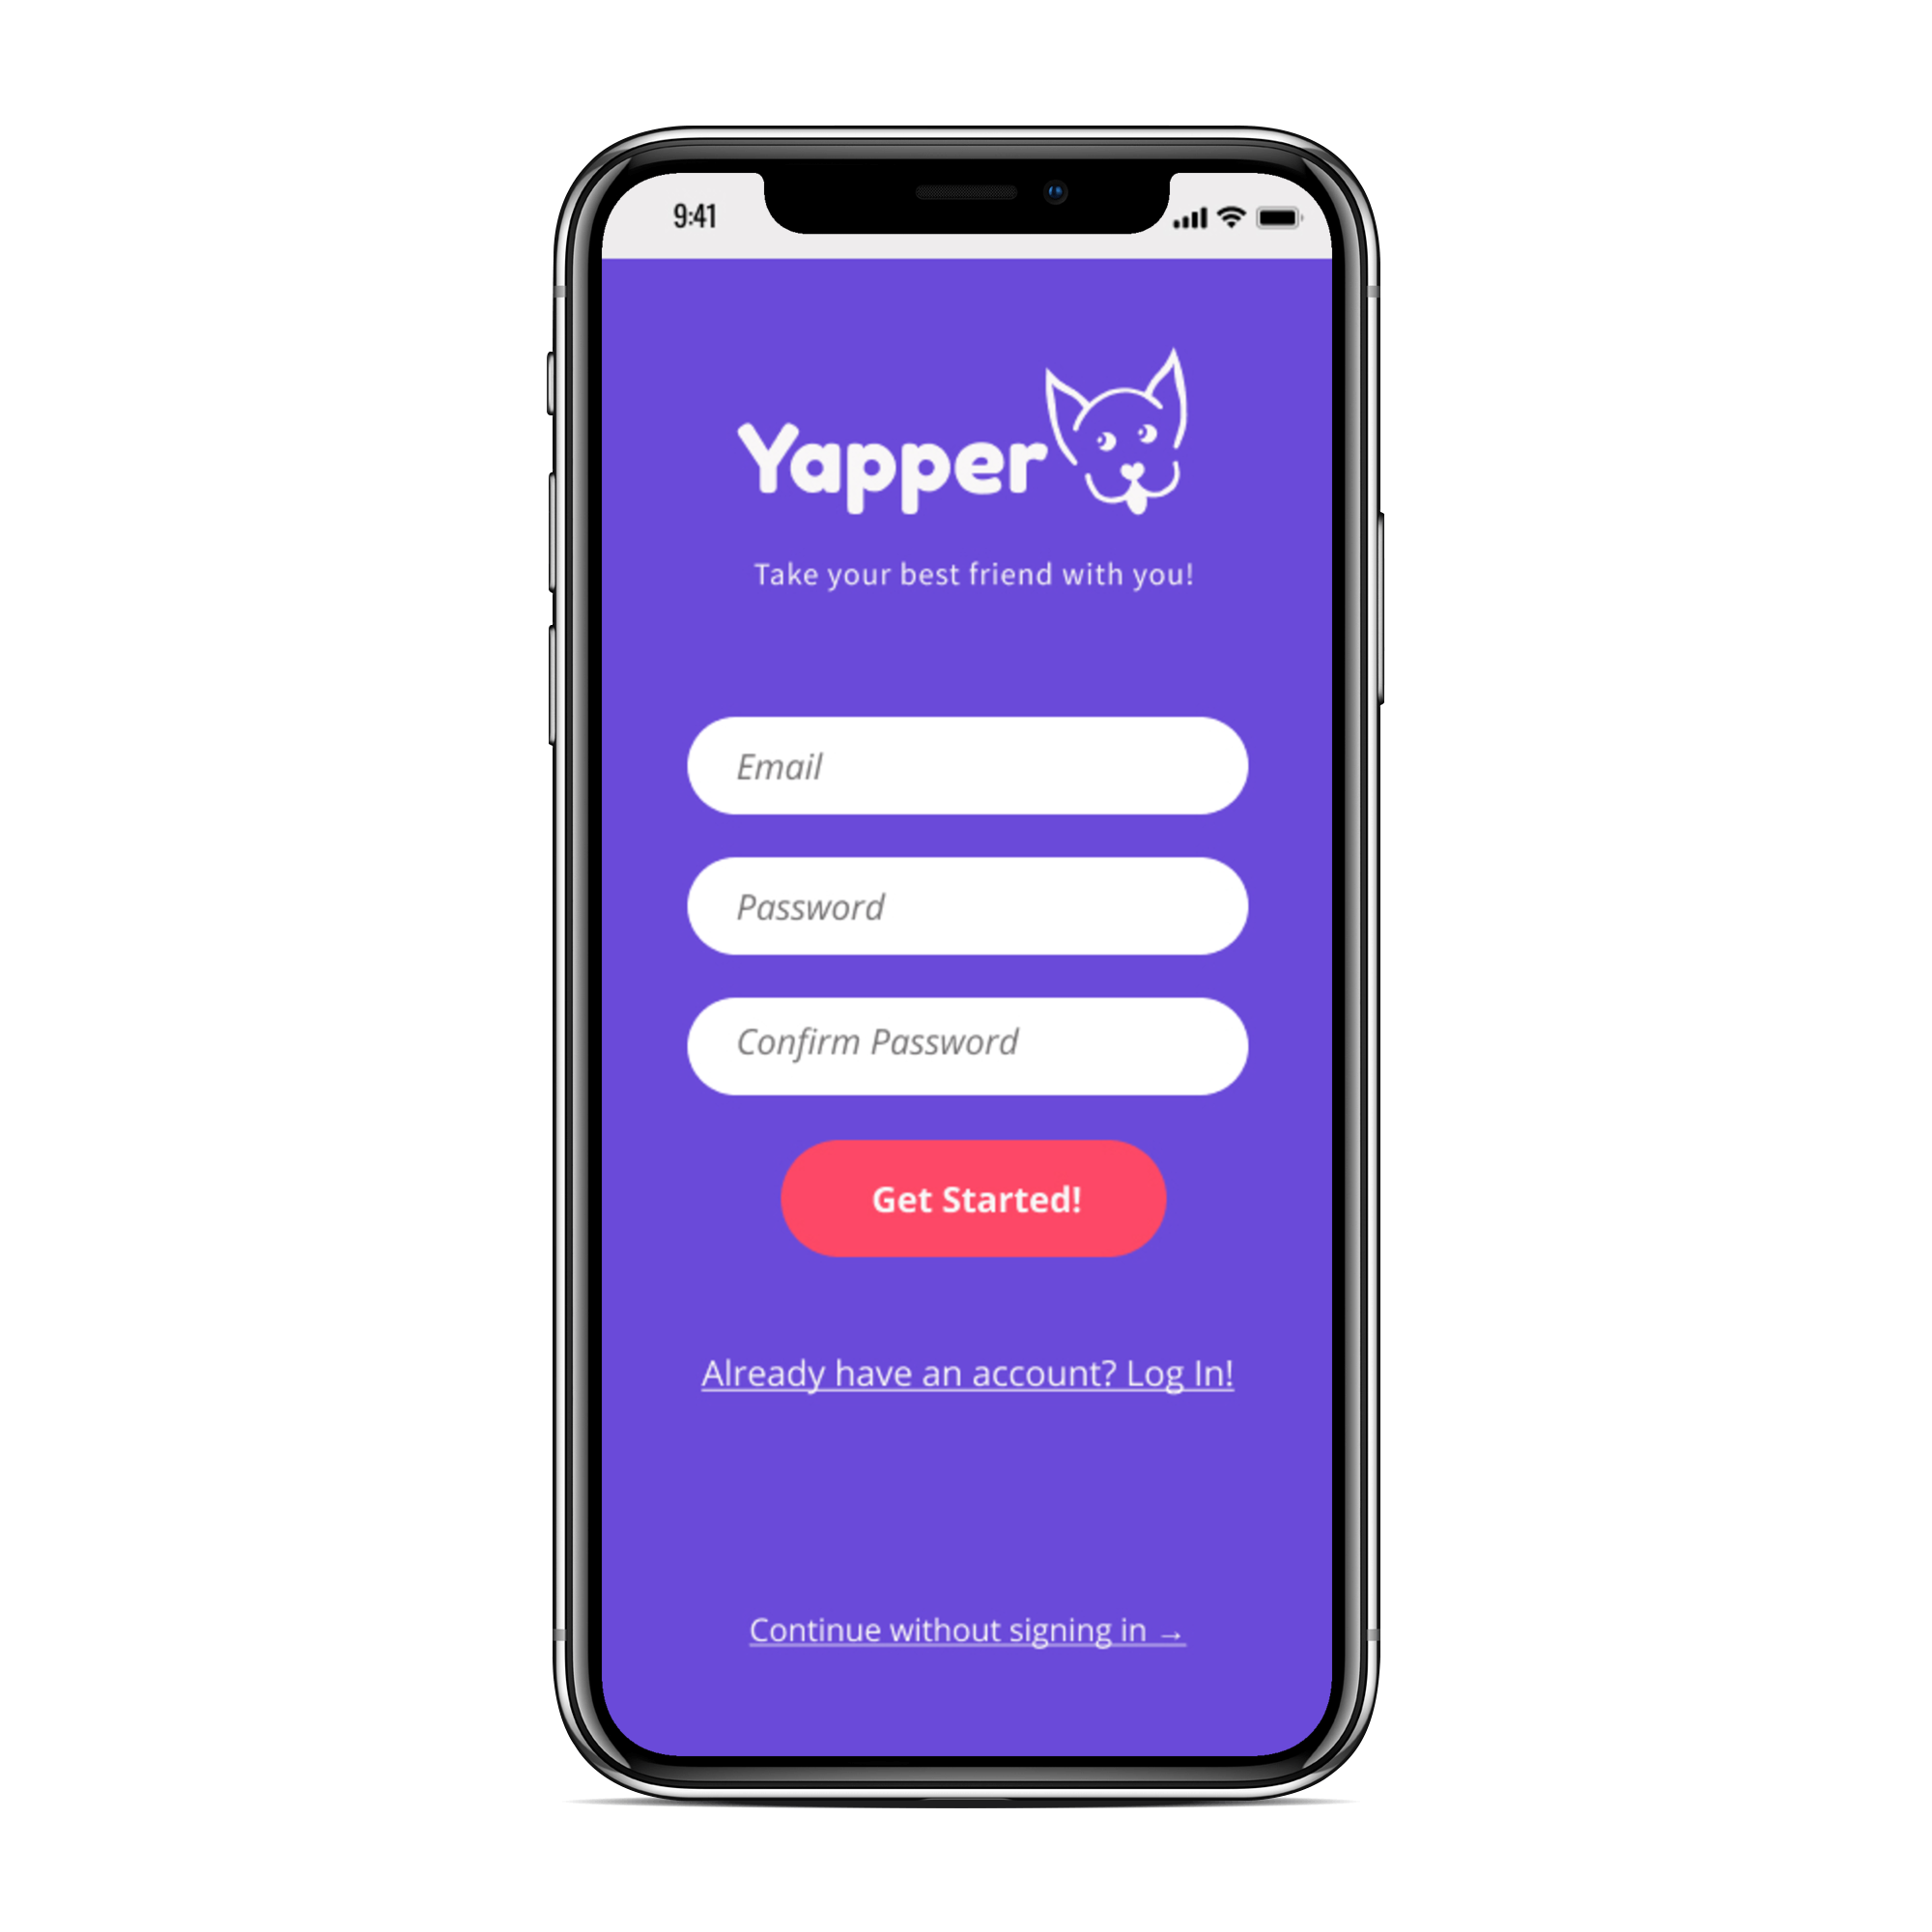 9:41
Yapper
Take your best friend with you!
Email
Password
Confirm Password
Get Started!
Already have an account? Log In!
Continue without signing in →